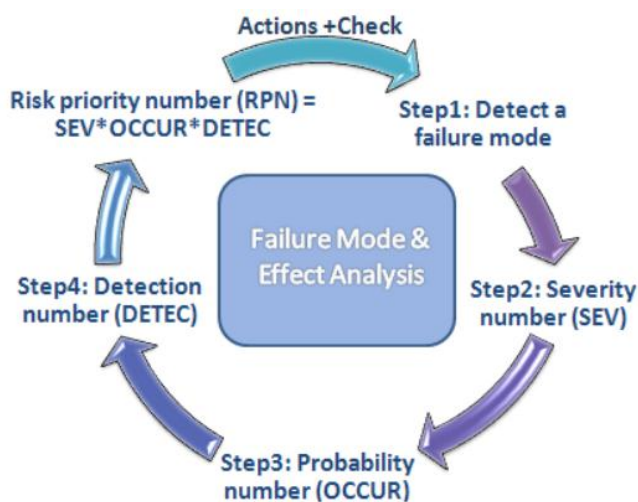 Actions +Check
Step1: Detect a
failure mode
Step2: Severity
number (SEV)
Step3: Probability
number (OCCUR)
Step4: Detection
number (DETEC)
Risk priority number (RPN) =
SEV*OCCUR*DETEC
Failure Mode &
Effect Analysis